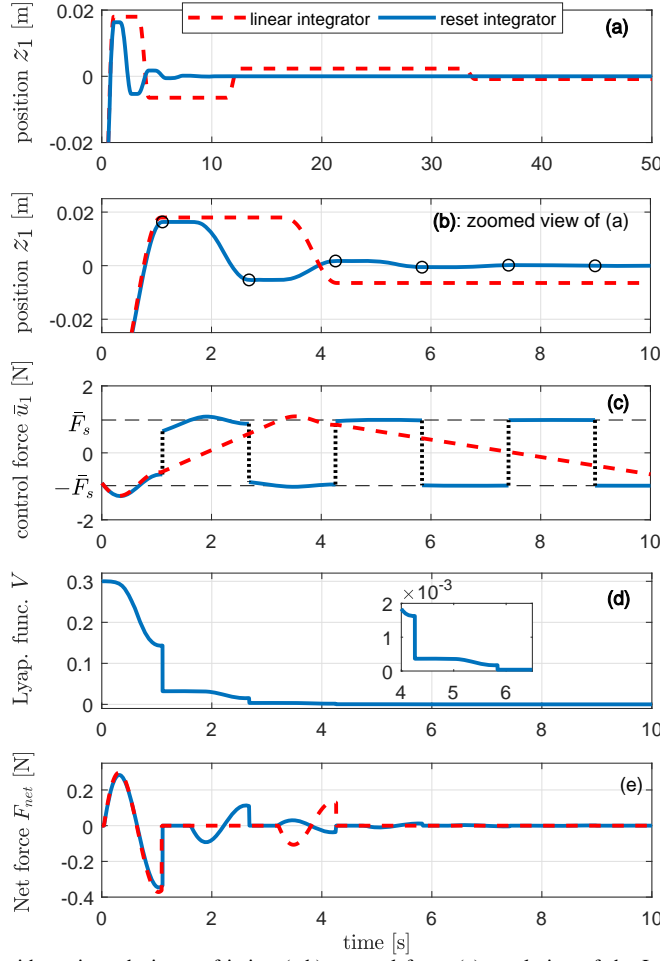 linear integrator reset integrator
(a)
position z₁ [m]
0.02
0
-0.02
0 10 20 30 40 50
(b): zoomed view of (a)
position z₁ [m]
0.02
0
-0.02
0 2 4 6 8 10
(c)
control force ū₁ [N]
2
F̄ₛ
0
−F̄ₛ
-2
0 2 4 6 8 10
(d)
Lyap. func. V
0.3
0.2
0.1
0
×10⁻³
2
1
0
4 5 6
0 2 4 6 8 10
(e)
Net force Fₙₑₜ [N]
0.2
0
-0.2
-0.4
0 2 4 6 8 10
time [s]